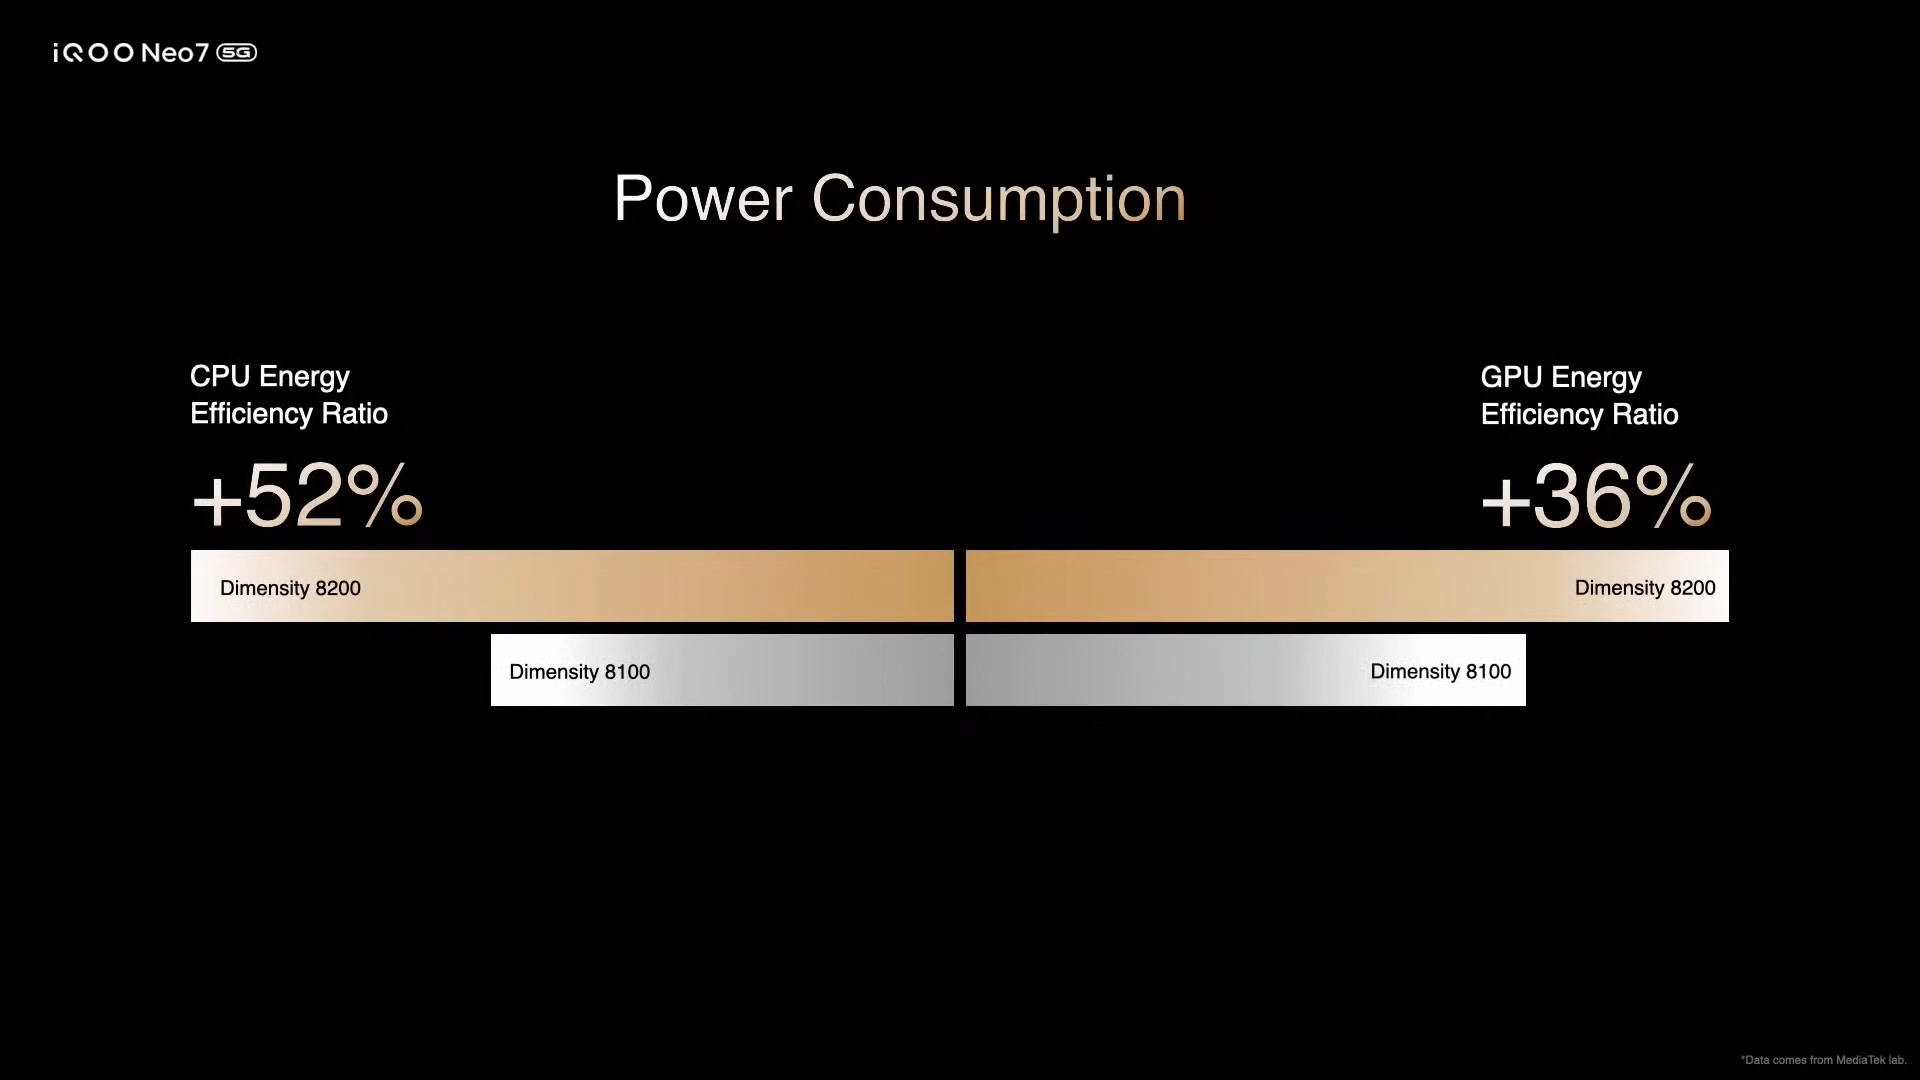 iQOO Neo7 5G
Power Consumption
CPU Energy
Efficiency Ratio
+52%
GPU Energy
Efficiency Ratio
+36%
Dimensity 8200
Dimensity 8200
Dimensity 8100
Dimensity 8100
*Data comes from MediaTek lab.